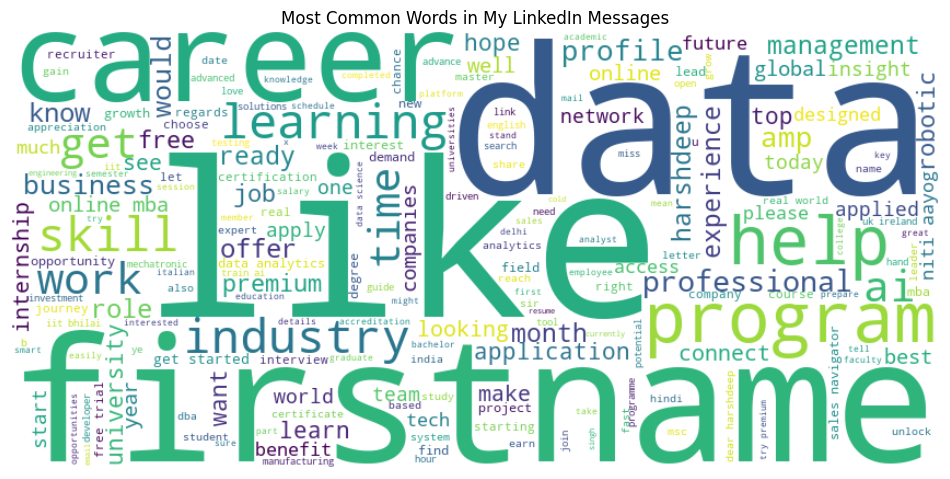 Most Common Words in My LinkedIn Messages
career
data
like
firstname
program
help
industry
skill
work
learning
get
time
professional
ai
job
business
ready
offer
premium
role
internship
university
year
start
online mba
know
would
free
see
much
hope
well
profile
online
future
management
global
insight
lead
network
top
amp
designed
today
experience
harshdeep
niti aayog
robotic
applied
please
connect
best
application
month
looking
companies
apply
one
want
benefit
learn
world
team
tech
make
find
access
company
course
mba
leader
recruiter
gain
growth
appreciation
regards
choose
date
advanced
love
knowledge
completed
chance
advance
academic
master
new
solutions
schedule
platform
testing
x
week
interest
demand
iit
engineering
semester
session
let
certification
salary
real
member
expert
opportunity
mechatronic
try
italian
also
data analytics
train ai
education
investment
journey
iit bhilai
interested
guide
might
details
accreditation
b
smart
easily
ye
get started
interview
graduate
bachelor
india
degree
data science
driven
universities
link
english
stand
search
share
mail
open
grow
u
miss
key
name
need
sales
cold
mean
delhi
analytics
analyst
field
reach
first
employee
sir
tool
resume
currently
right
letter
real world
uk ireland
college
great
hand
prepare
potential
tell
faculty
opportunities
email
developer
free trial
dba
student
sure
certificate
part
manufacturing
based
study
system
hour
project
starting
earn
join
take
singh
programme
fast
hindi
msc
dear harshdeep
try premium
sales navigator
unlock